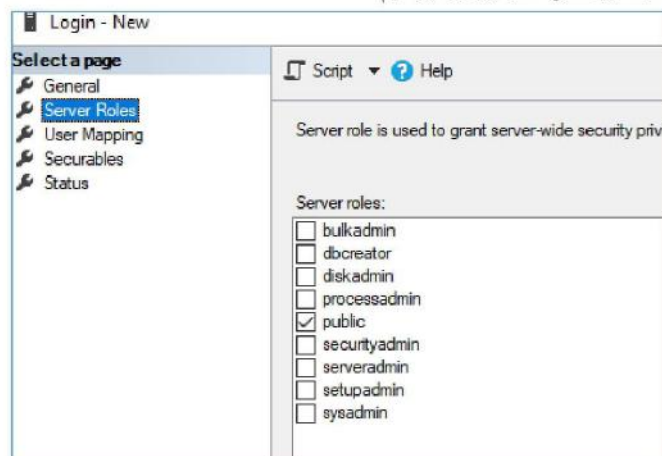 Login - New
Select a page
General
Server Roles
User Mapping
Securables
Status
Script Help
Server role is used to grant server-wide security priv
Server roles:
bulkadmin
dbcreator
diskadmin
processadmin
public
securityadmin
serveradmin
setupadmin
sysadmin